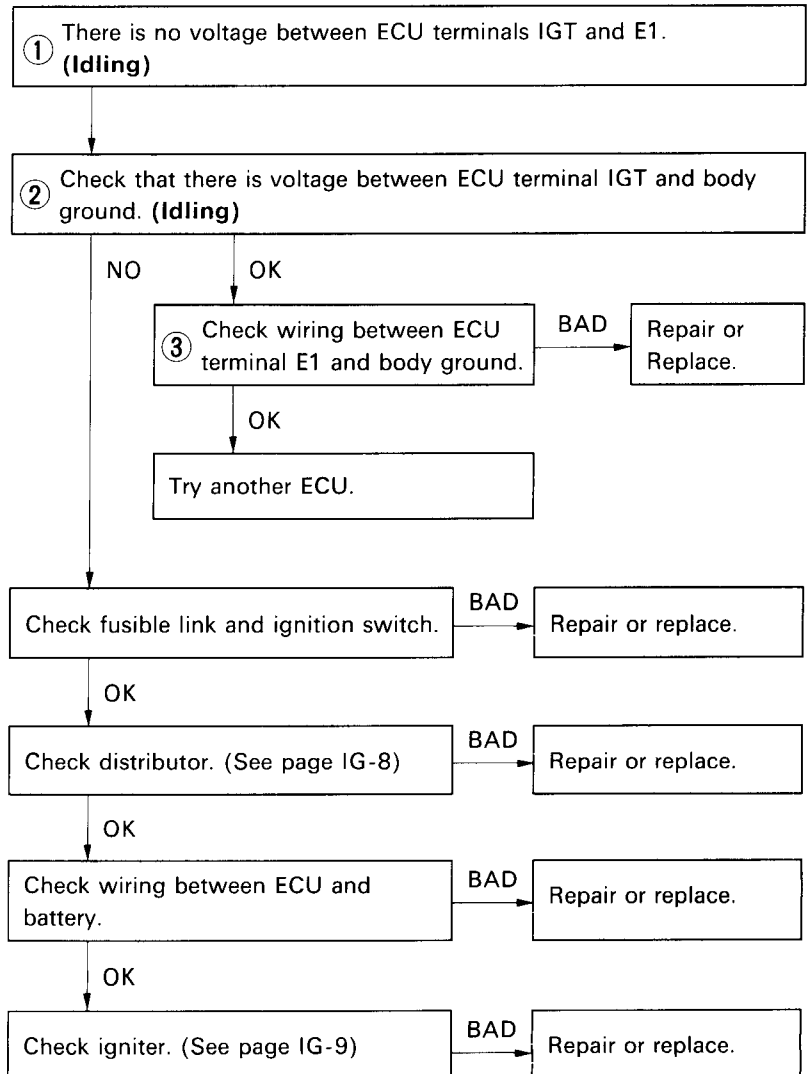 ① There is no voltage between ECU terminals IGT and E1.
(Idling)
② Check that there is voltage between ECU terminal IGT and body
ground. (Idling)
NO
OK
③ Check wiring between ECU
terminal E1 and body ground.
BAD
Repair or
Replace.
OK
Try another ECU.
Check fusible link and ignition switch.
BAD
Repair or replace.
OK
Check distributor. (See page IG-8)
BAD
Repair or replace.
OK
Check wiring between ECU and
battery.
BAD
Repair or replace.
OK
Check igniter. (See page IG-9)
BAD
Repair or replace.